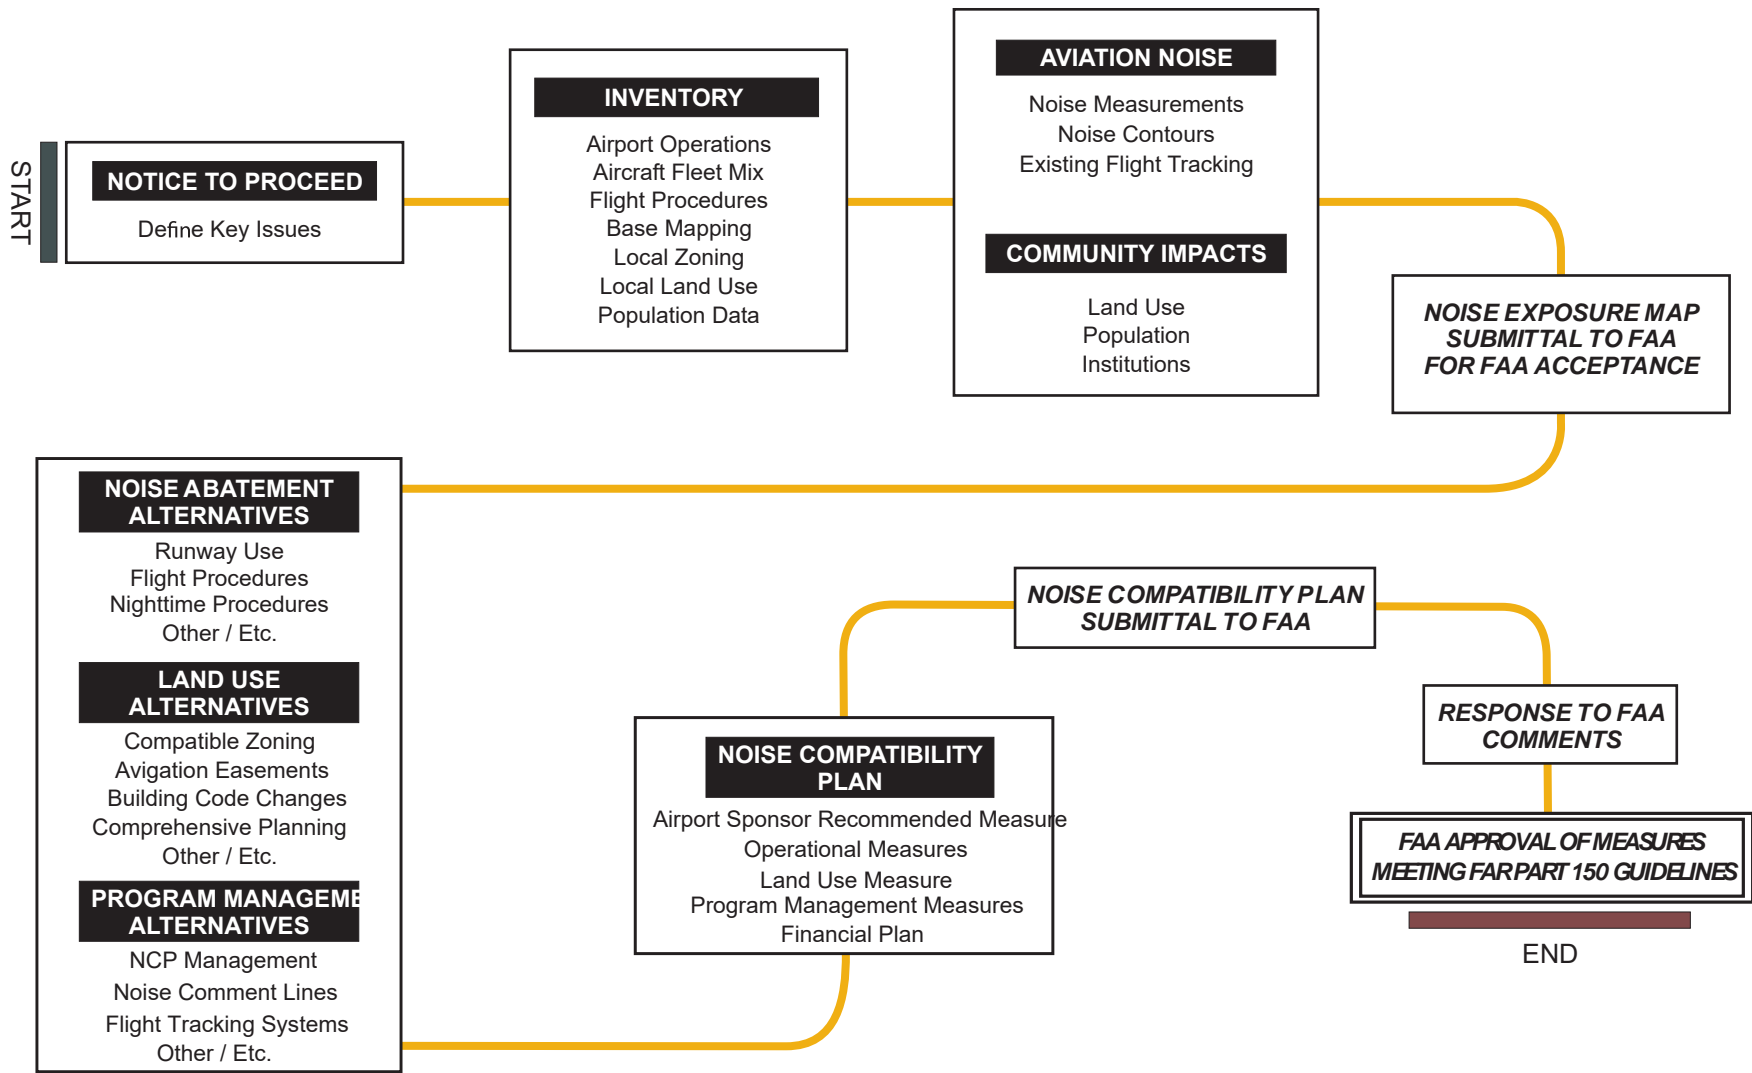 START
NOTICE TO PROCEED
Define Key Issues
INVENTORY
Airport Operations
Aircraft Fleet Mix
Flight Procedures
Base Mapping
Local Zoning
Local Land Use
Population Data
AVIATION NOISE
Noise Measurements
Noise Contours
Existing Flight Tracking
COMMUNITY IMPACTS
Land Use
Population
Institutions
NOISE EXPOSURE MAP
SUBMITTAL TO FAA
FOR FAA ACCEPTANCE
NOISE ABATEMENT
ALTERNATIVES
Runway Use
Flight Procedures
Nighttime Procedures
Other / Etc.
LAND USE
ALTERNATIVES
Compatible Zoning
Avigation Easements
Building Code Changes
Comprehensive Planning
Other / Etc.
PROGRAM MANAGEME
ALTERNATIVES
NCP Management
Noise Comment Lines
Flight Tracking Systems
Other / Etc.
NOISE COMPATIBILITY
PLAN
Airport Sponsor Recommended Measure
Operational Measures
Land Use Measure
Program Management Measures
Financial Plan
NOISE COMPATIBILITY PLAN
SUBMITTAL TO FAA
RESPONSE TO FAA
COMMENTS
FAA APPROVAL OF MEASURES
MEETING FAR PART 150 GUIDELINES
END